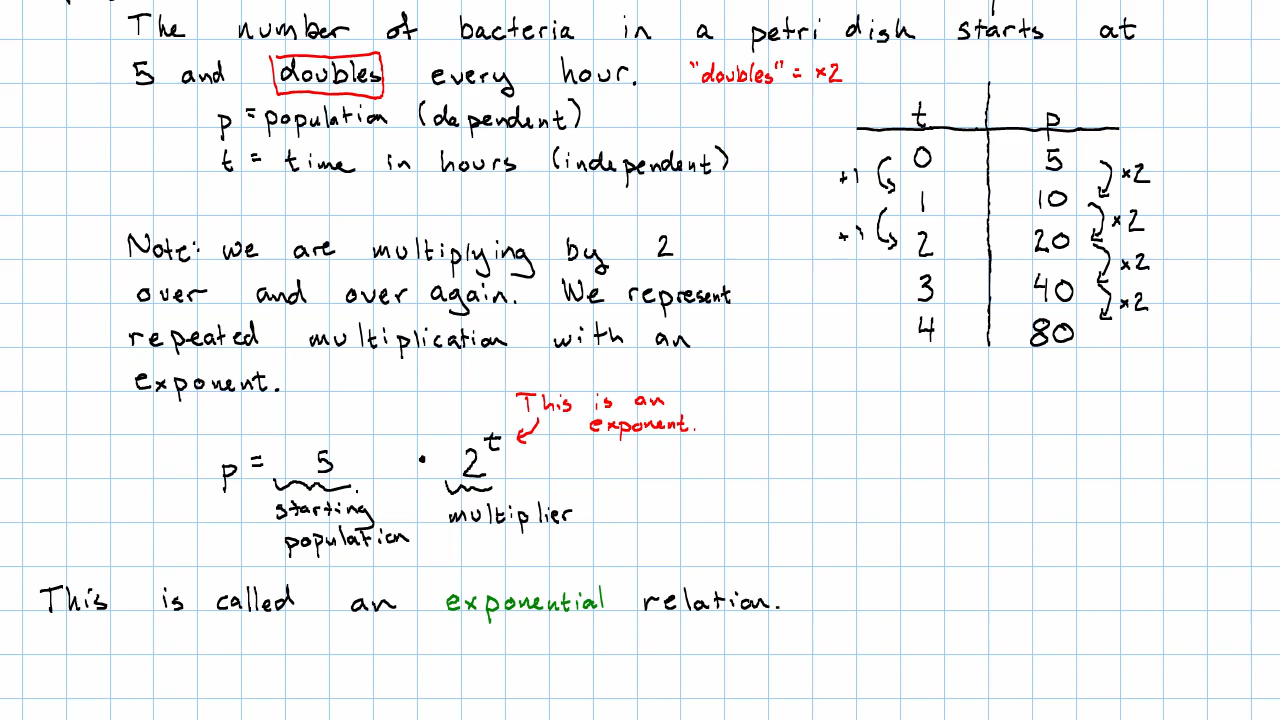 The number of bacteria in a petri dish starts at
5 and doubles every hour. "doubles" = ×2
p = population (dependent)
t = time in hours (independent)
t p
0 5
+1 ×2
1 10
+1 ×2
2 20
×2
3 40
×2
4 80
Note: we are multiplying by 2
over and over again. We represent
repeated multiplication with an
exponent.
This is an
exponent.
p = 5 · 2^t
starting
population
multiplier
This is called an exponential relation.